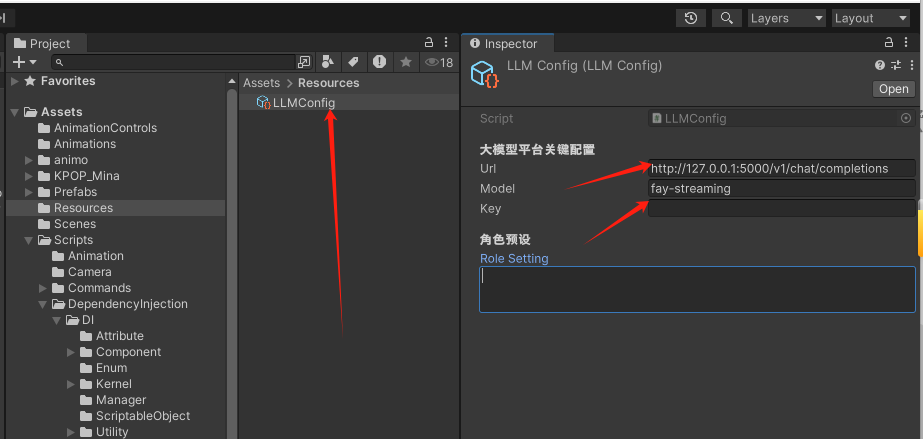 Layers
Layout
Project
18
Favorites
Assets
AnimationControls
Animations
animo
KPOP_Mina
Prefabs
Resources
Scenes
Scripts
Animation
Camera
Commands
DependencyInjection
DI
Attribute
Component
Enum
Kernel
Manager
ScriptableObject
Utility
Assets > Resources
LLMConfig
Inspector
LLM Config (LLM Config)
Open
Script LLMConfig
大模型平台关键配置
Url http://127.0.0.1:5000/v1/chat/completions
Model fay-streaming
Key
角色预设
Role Setting